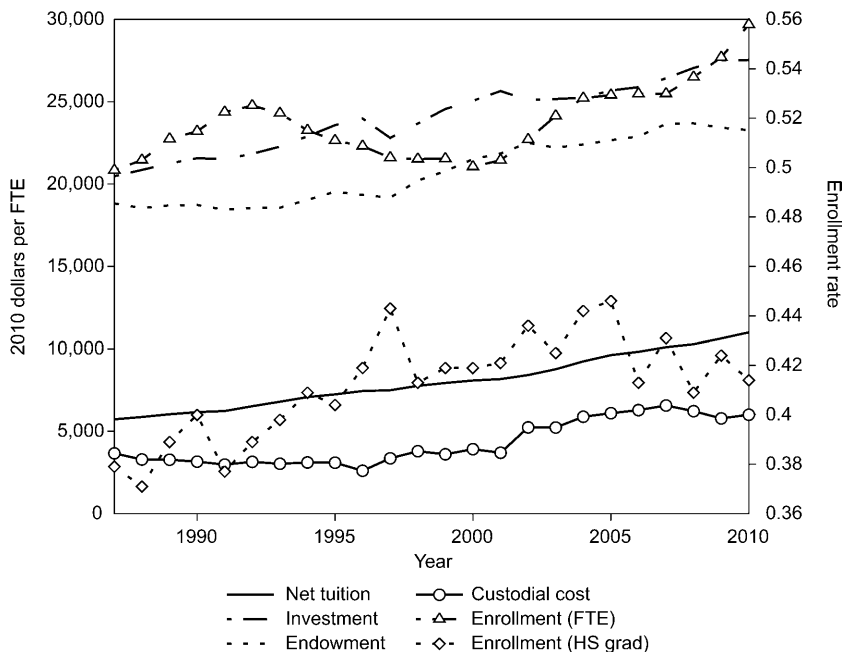 30,000
25,000
20,000
15,000
10,000
5,000
0
2010 dollars per FTE
0.56
0.54
0.52
0.5
0.48
0.46
0.44
0.42
0.4
0.38
0.36
Enrollment rate
1990 1995 2000 2005 2010
Year
Net tuition Custodial cost
Investment Enrollment (FTE)
Endowment Enrollment (HS grad)